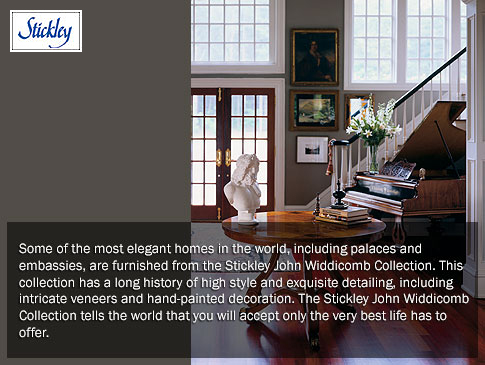 Stickley
Some of the most elegant homes in the world, including palaces and
embassies, are furnished from the Stickley John Widdicomb Collection. This
collection has a long history of high style and exquisite detailing, including
intricate veneers and hand-painted decoration. The Stickley John Widdicomb
Collection tells the world that you will accept only the very best life has to
offer.